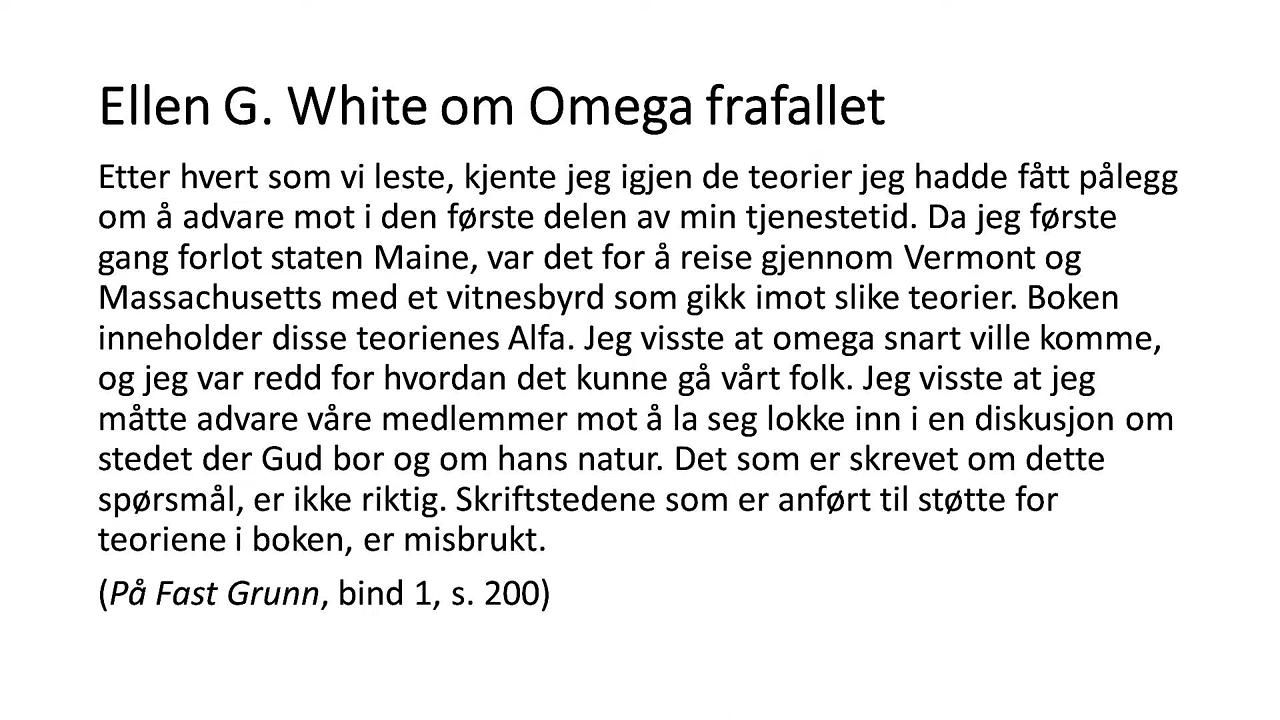 Ellen G. White om Omega frafallet
Etter hvert som vi leste, kjente jeg igjen de teorier jeg hadde fått pålegg
om å advare mot i den første delen av min tjenestetid. Da jeg første
gang forlot staten Maine, var det for å reise gjennom Vermont og
Massachusetts med et vitnesbyrd som gikk imot slike teorier. Boken
inneholder disse teorienes Alfa. Jeg visste at omega snart ville komme,
og jeg var redd for hvordan det kunne gå vårt folk. Jeg visste at jeg
måtte advare våre medlemmer mot å la seg lokke inn i en diskusjon om
stedet der Gud bor og om hans natur. Det som er skrevet om dette
spørsmål, er ikke riktig. Skriftstedene som er anført til støtte for
teoriene i boken, er misbrukt.
(På Fast Grunn, bind 1, s. 200)